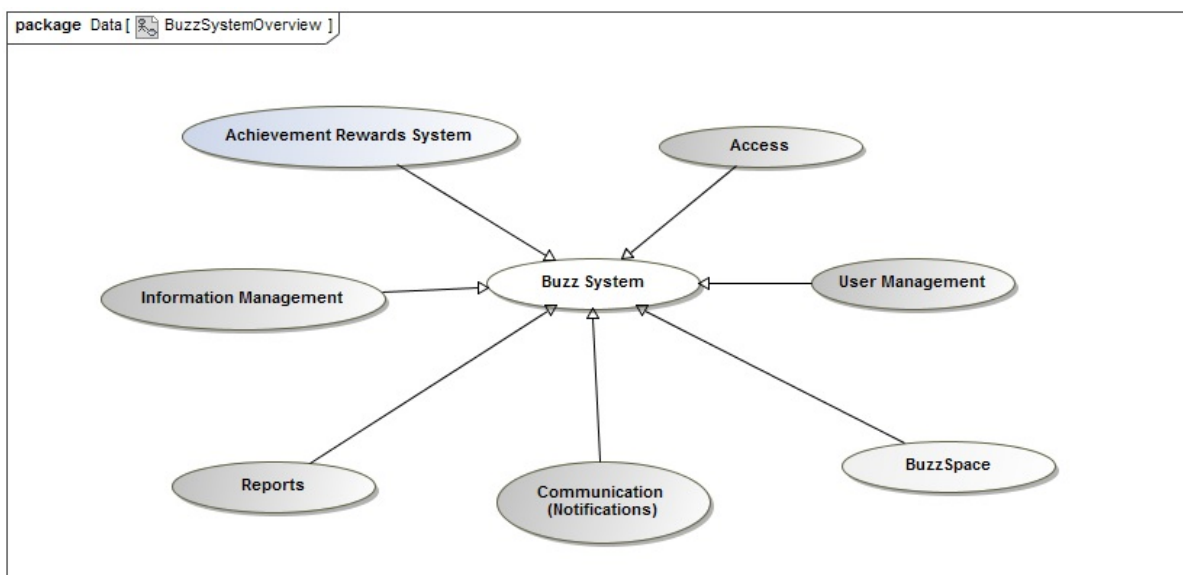 package Data [ BuzzSystemOverview ]
Achievement Rewards System
Access
Buzz System
User Management
Information Management
BuzzSpace
Reports
Communication
(Notifications)